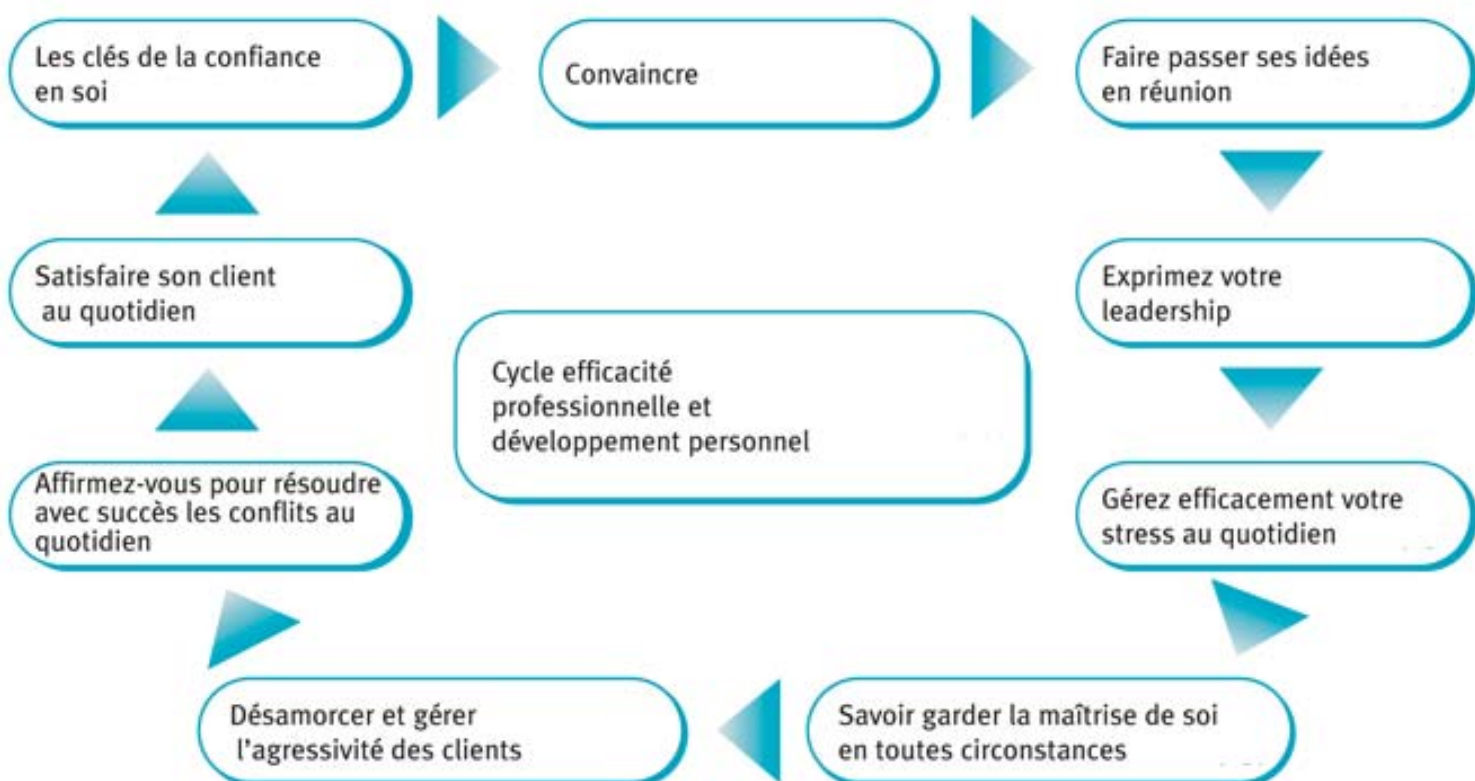 Les clés de la confiance
en soi
Convaincre
Faire passer ses idées
en réunion
Exprimez votre
leadership
Gérez efficacement votre
stress au quotidien
Savoir garder la maîtrise de soi
en toutes circonstances
Désamorcer et gérer
l'agressivité des clients
Affirmez-vous pour résoudre
avec succès les conflits au
quotidien
Satisfaire son client
au quotidien
Cycle efficacité
professionnelle et
développement personnel